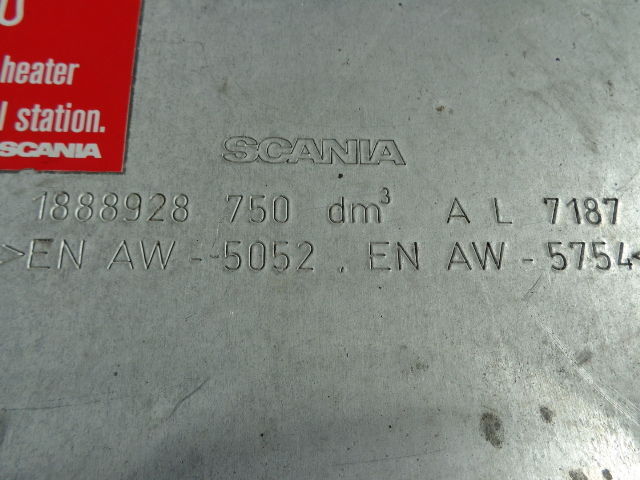 heater
station.
SCANIA
SCANIA
1888928 750 dm³ A L 7187
>EN AW--5052 . EN AW-5754<